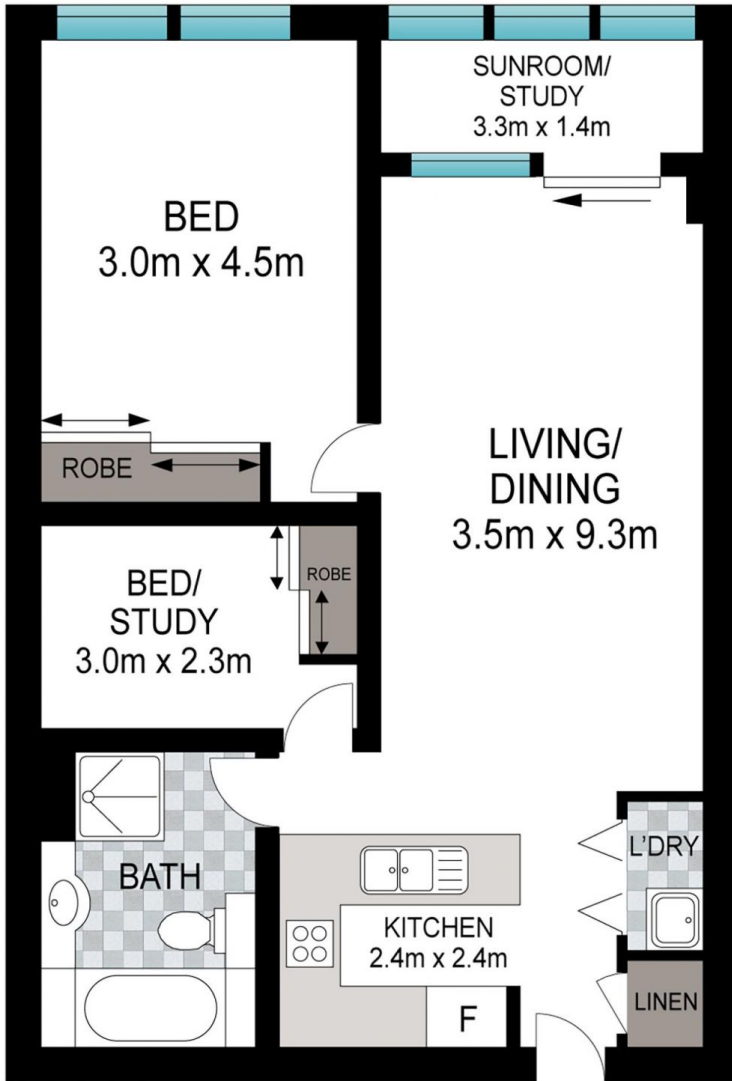 SUNROOM/
STUDY
3.3m x 1.4m
BED
3.0m x 4.5m
ROBE
LIVING/
DINING
3.5m x 9.3m
BED/
STUDY
3.0m x 2.3m
ROBE
BATH
L'DRY
KITCHEN
2.4m x 2.4m
F
LINEN